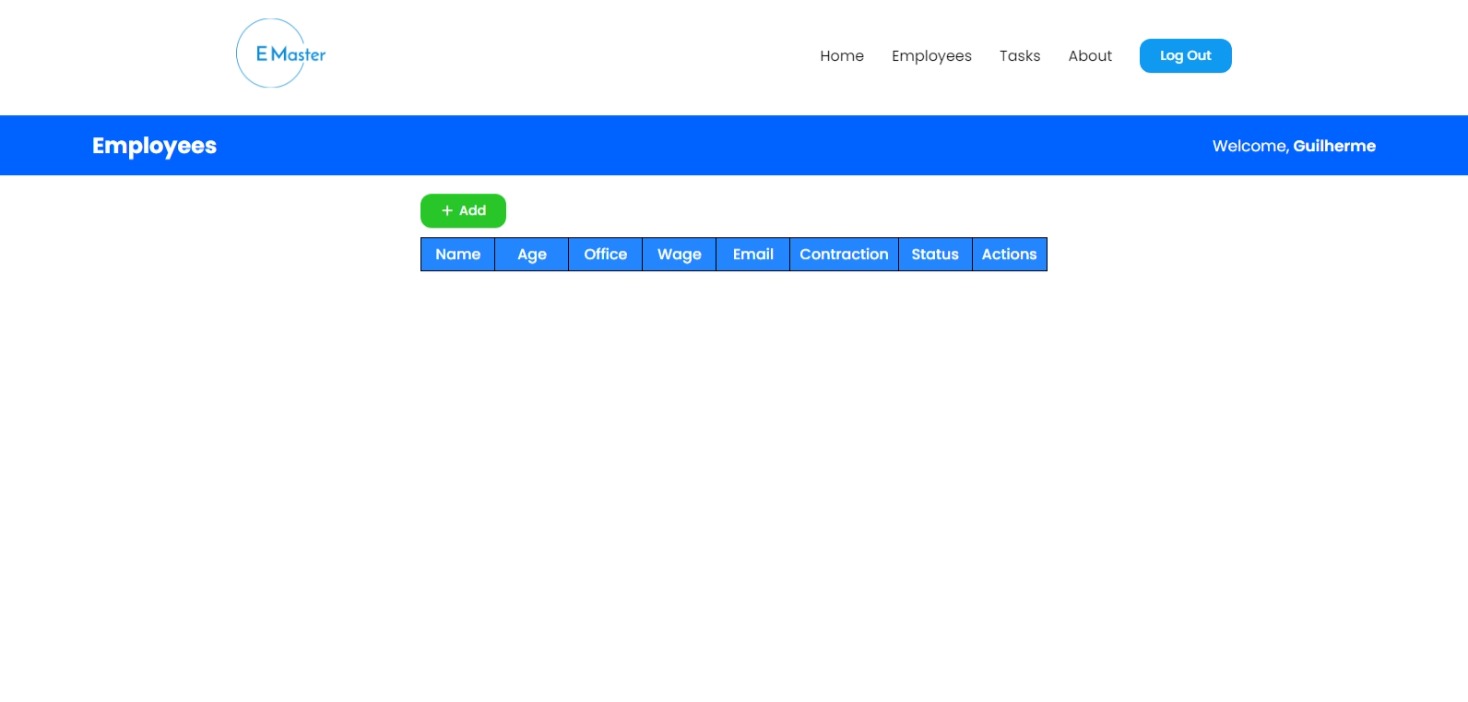 E Master
Home Employees Tasks About Log Out
Employees Welcome, Guilherme
+ Add
Name Age Office Wage Email Contraction Status Actions